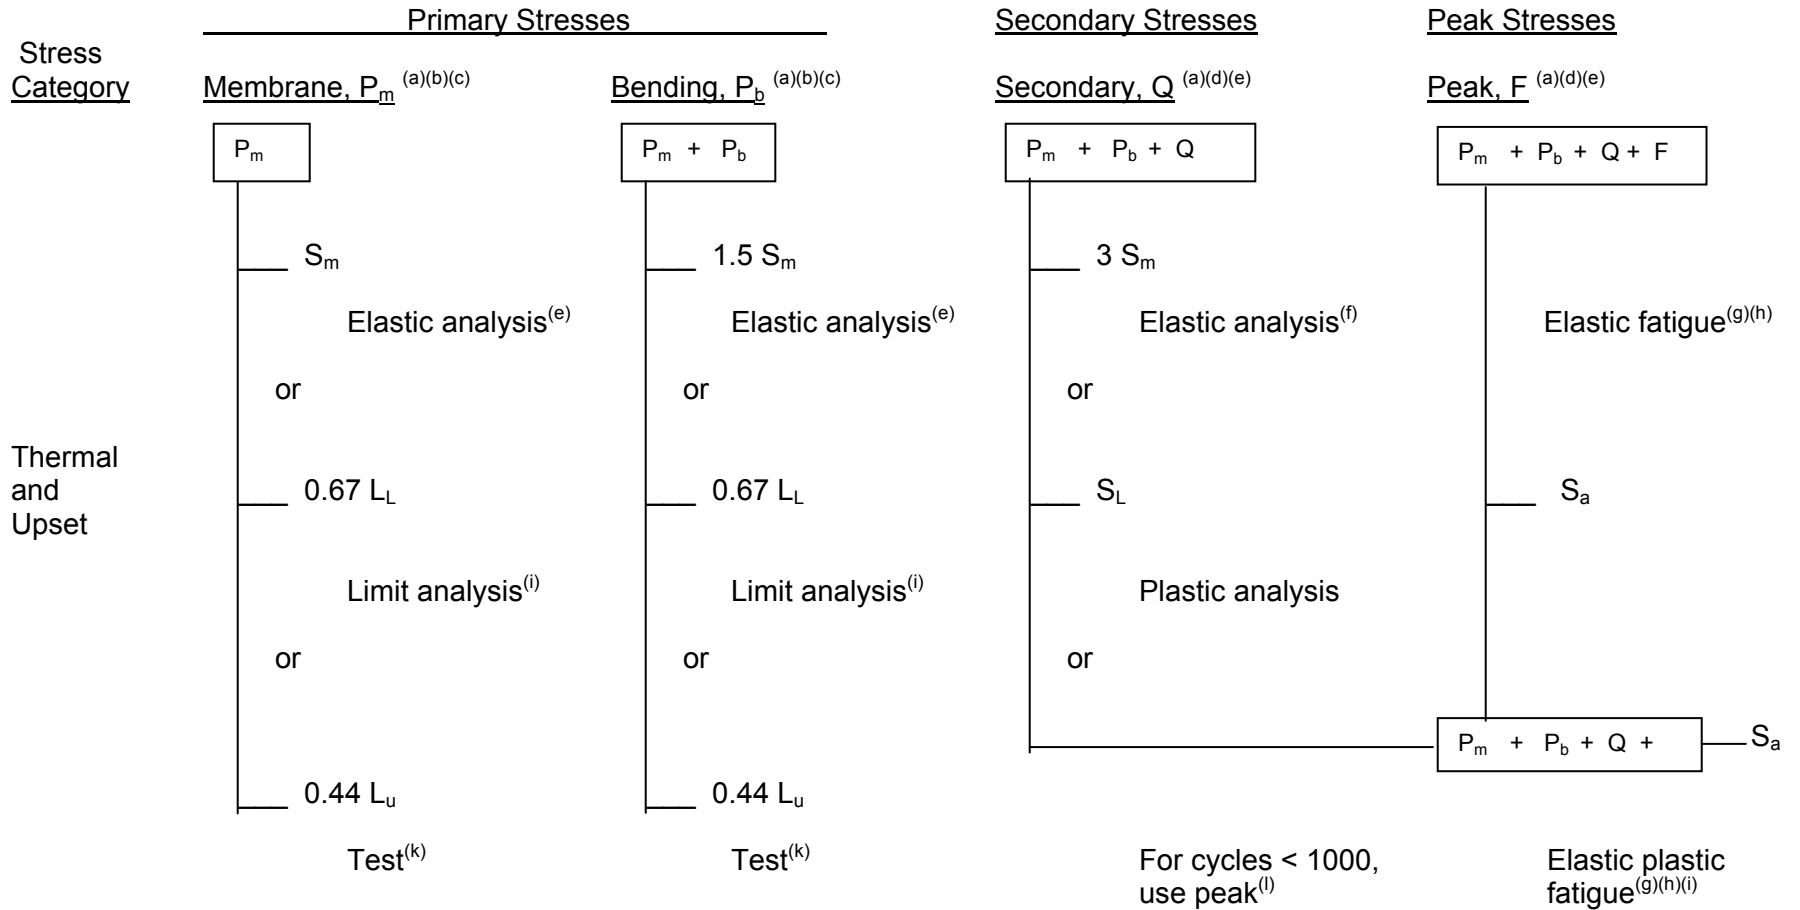 Primary Stresses Secondary Stresses Peak Stresses
Stress
Category Membrane, Pm (a)(b)(c) Bending, Pb (a)(b)(c) Secondary, Q (a)(d)(e) Peak, F (a)(d)(e)
Pm Pm + Pb Pm + Pb + Q Pm + Pb + Q + F
Sm 1.5 Sm 3 Sm
Elastic analysis(e) Elastic analysis(e) Elastic analysis(f) Elastic fatigue(g)(h)
or or or
Thermal
and 0.67 LL 0.67 LL SL Sa
Upset
Limit analysis(i) Limit analysis(i) Plastic analysis
or or or
Pm + Pb + Q + Sa
0.44 Lu 0.44 Lu
Test(k) Test(k) For cycles < 1000, Elastic plastic
use peak(l) fatigue(g)(h)(i)